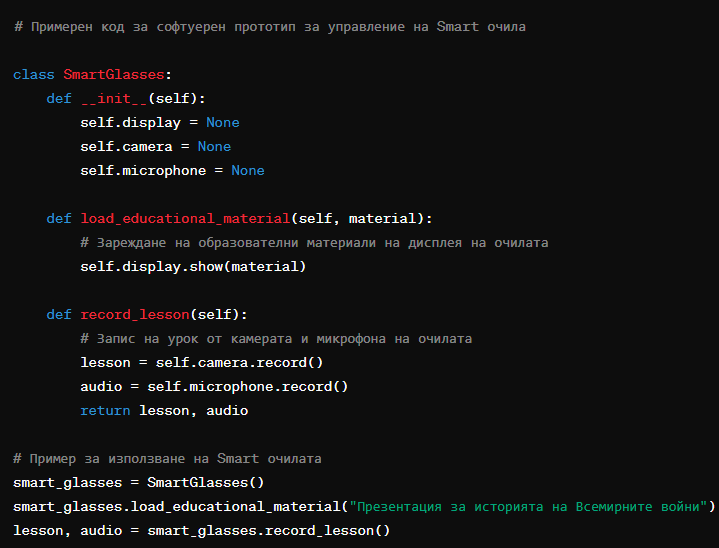 # Примерен код за софтуерен прототип за управление на Smart очила
class SmartGlasses:
def __init__(self):
self.display = None
self.camera = None
self.microphone = None
def load_educational_material(self, material):
# Зареждане на образователни материали на дисплея на очилата
self.display.show(material)
def record_lesson(self):
# Запис на урок от камерата и микрофона на очилата
lesson = self.camera.record()
audio = self.microphone.record()
return lesson, audio
# Пример за използване на Smart очилата
smart_glasses = SmartGlasses()
smart_glasses.load_educational_material("Презентация за историята на Всемирните войни")
lesson, audio = smart_glasses.record_lesson()